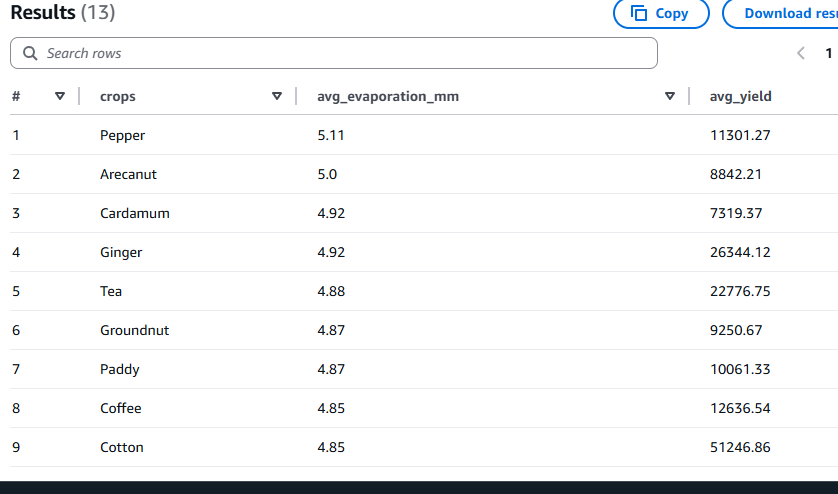 Results (13)
Copy
Download
Search rows
1
# crops avg_evaporation_mm avg_yield
1 Pepper 5.11 11301.27
2 Arecanut 5.0 8842.21
3 Cardamum 4.92 7319.37
4 Ginger 4.92 26344.12
5 Tea 4.88 22776.75
6 Groundnut 4.87 9250.67
7 Paddy 4.87 10061.33
8 Coffee 4.85 12636.54
9 Cotton 4.85 51246.86